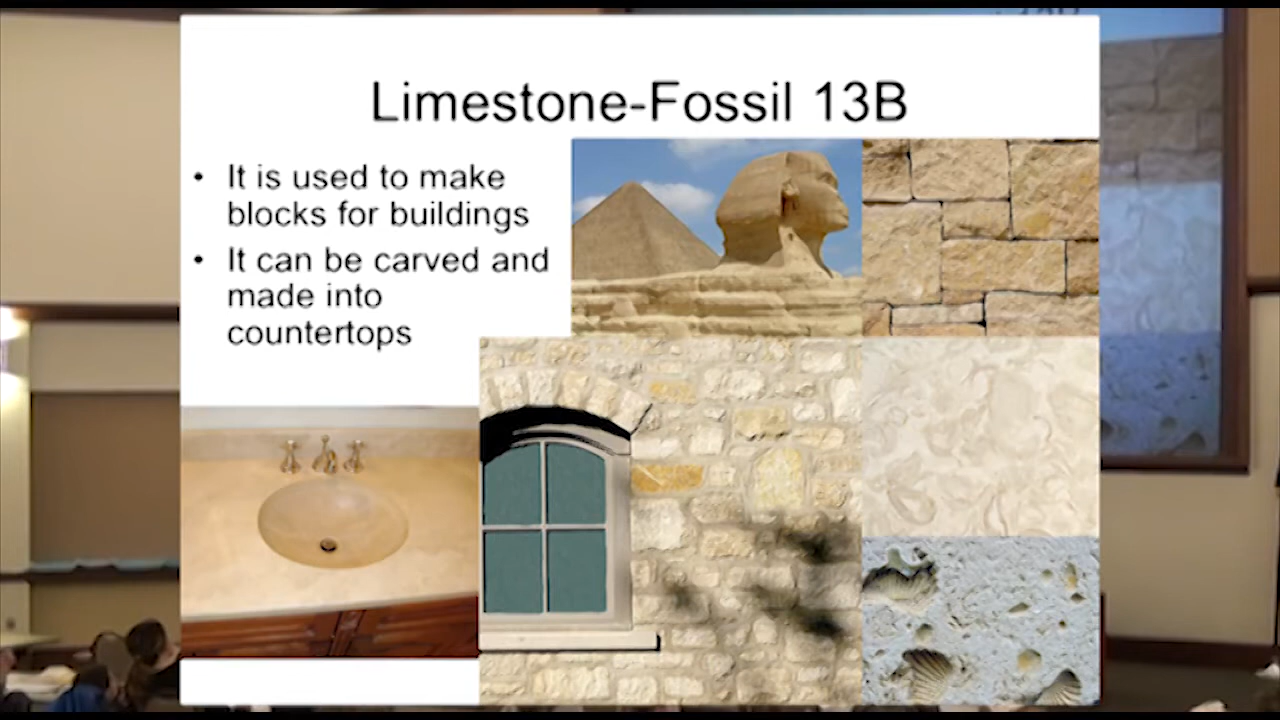 Limestone-Fossil 13B
• It is used to make
blocks for buildings
• It can be carved and
made into
countertops